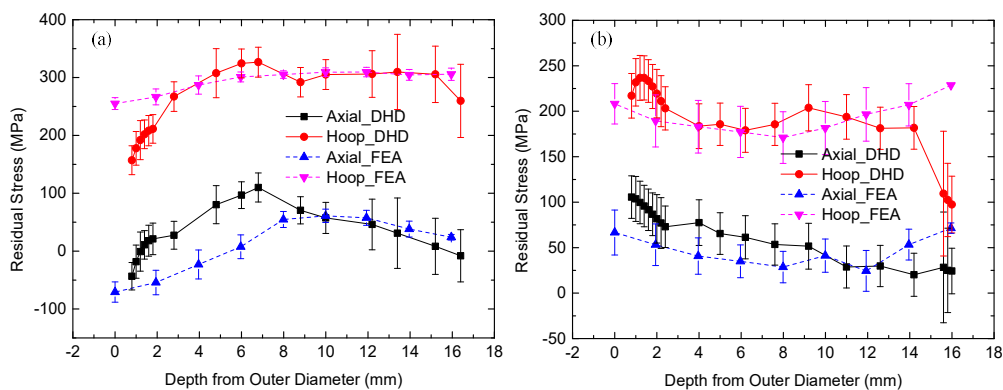 (a)
400
300
200
100
0
-100
Residual Stress (MPa)
Axial_DHD
Hoop_DHD
Axial_FEA
Hoop_FEA
-2 0 2 4 6 8 10 12 14 16 18
Depth from Outer Diameter (mm)
(b)
300
250
200
150
100
50
0
-50
Residual Stress (MPa)
Axial_DHD
Hoop_DHD
Axial_FEA
Hoop_FEA
-2 0 2 4 6 8 10 12 14 16 18
Depth from Outer Diameter (mm)